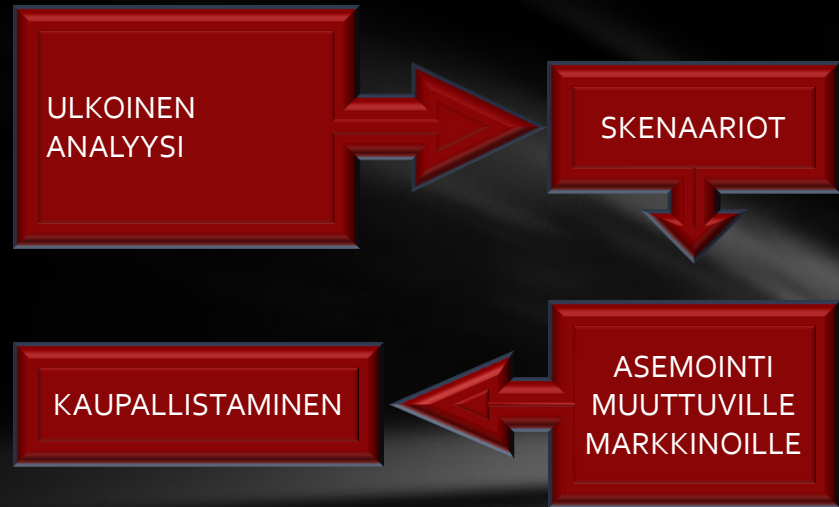 ULKOINEN
ANALYYSI
SKENAARIOT
ASEMOINTI
MUUTTUVILLE
MARKKINOILLE
KAUPALLISTAMINEN